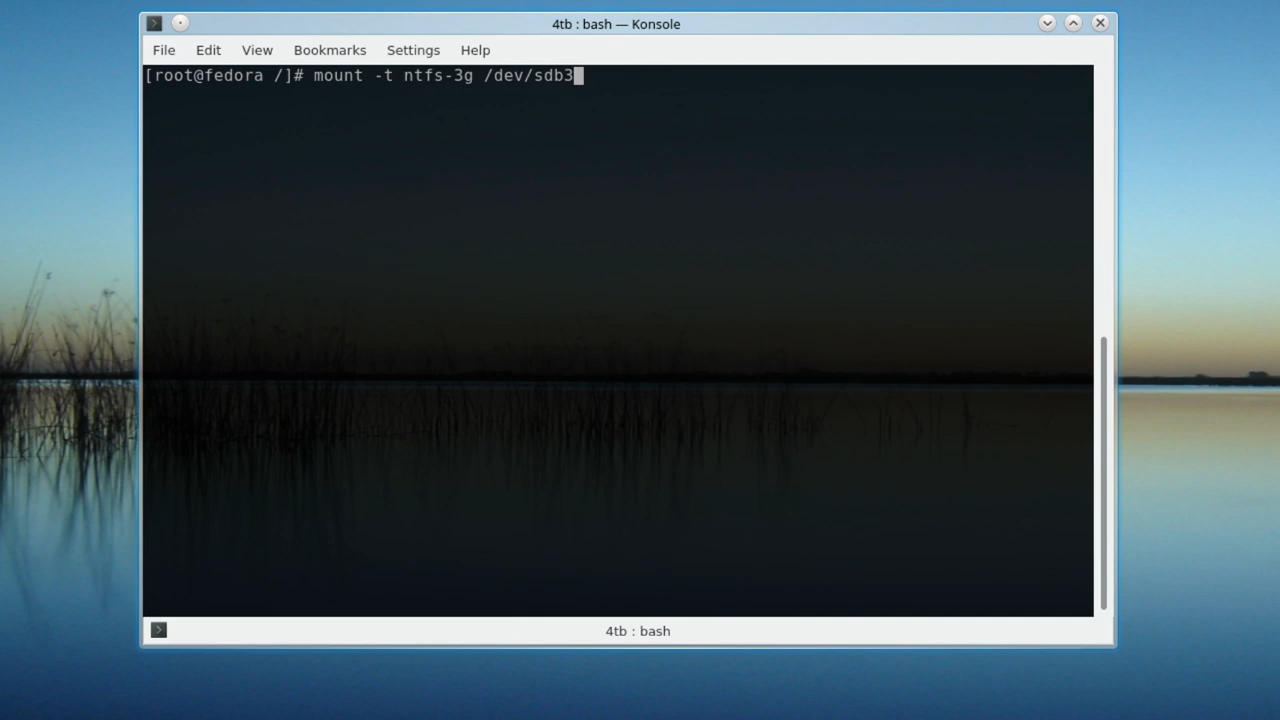 4tb : bash — Konsole
File Edit View Bookmarks Settings Help
[root@fedora /]# mount -t ntfs-3g /dev/sdb3
4tb : bash